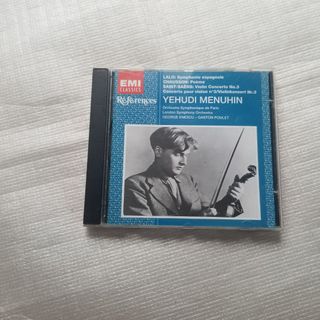 EMI
CLASSICS
Références
LALO: Symphonie espagnole
CHAUSSON: Poème
SAINT-SAËNS: Violin Concerto No.3
Concerto pour violon n°3/Violinkonzert Nr.3
YEHUDI MENUHIN
Orchestre Symphonique de Paris
London Symphony Orchestra
GEORGE ENESCU - GASTON POULET